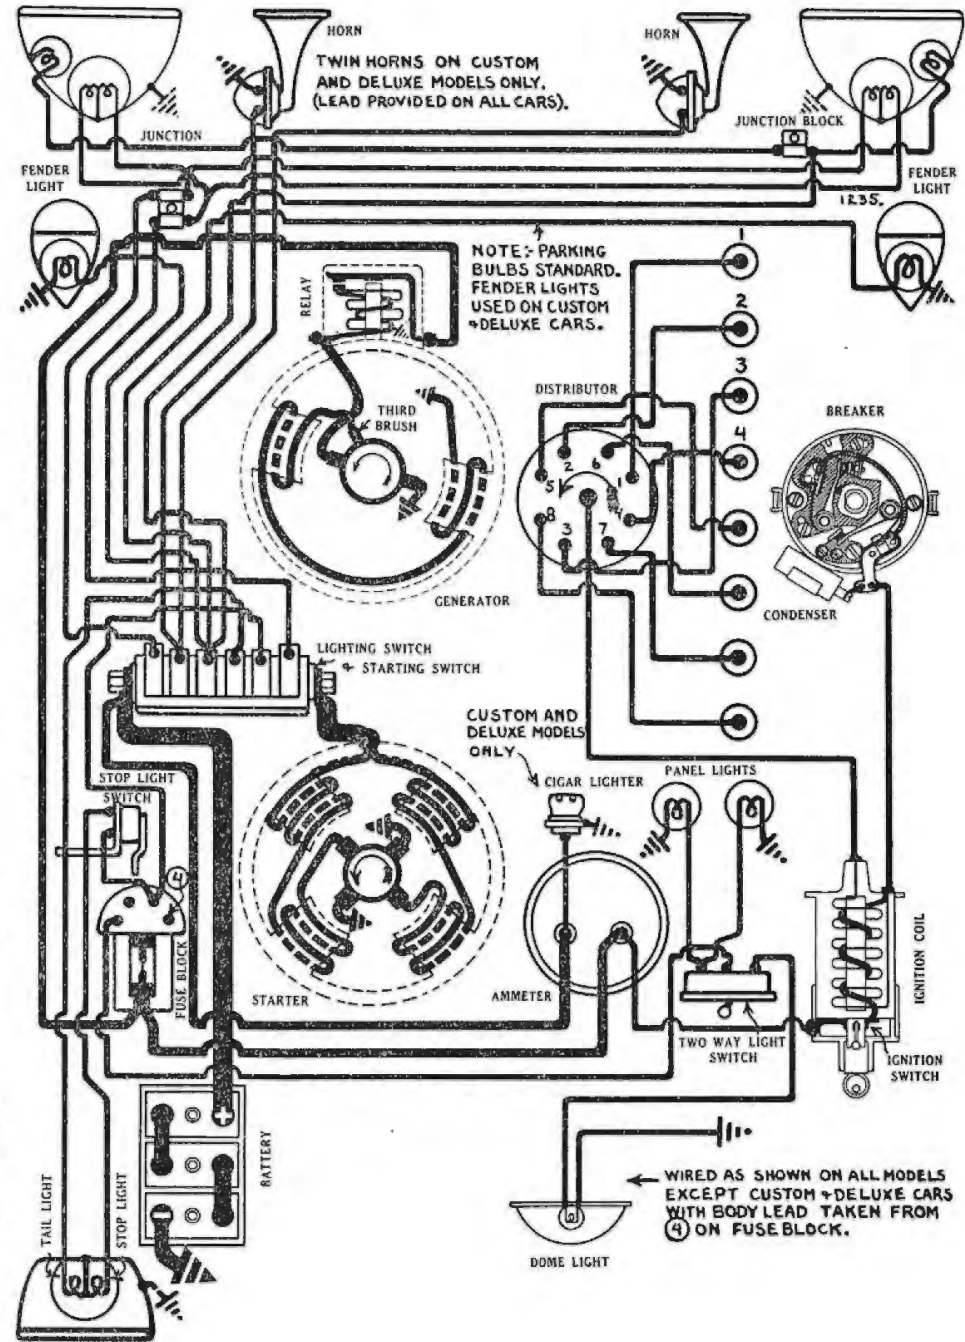 HORN
HORN
TWIN HORNS ON CUSTOM
AND DELUXE MODELS ONLY.
(LEAD PROVIDED ON ALL CARS).
JUNCTION
JUNCTION BLOCK
FENDER
LIGHT
FENDER
LIGHT
1235.
NOTE:- PARKING
BULBS STANDARD.
FENDER LIGHTS
USED ON CUSTOM
& DELUXE CARS.
1
2
3
4
RELAY
THIRD
BRUSH
DISTRIBUTOR
BREAKER
2
6
5
1
8
4
3
7
GENERATOR
CONDENSER
LIGHTING SWITCH
& STARTING SWITCH
CUSTOM AND
DELUXE MODELS
ONLY
STOP LIGHT
SWITCH
CIGAR LIGHTER
PANEL LIGHTS
4
FUSE BLOCK
STARTER
AMMETER
IGNITION COIL
TWO WAY LIGHT
SWITCH
IGNITION
SWITCH
BATTERY
WIRED AS SHOWN ON ALL MODELS
EXCEPT CUSTOM & DELUXE CARS
WITH BODY LEAD TAKEN FROM
4 ON FUSE BLOCK.
TAIL LIGHT
STOP LIGHT
DOME LIGHT